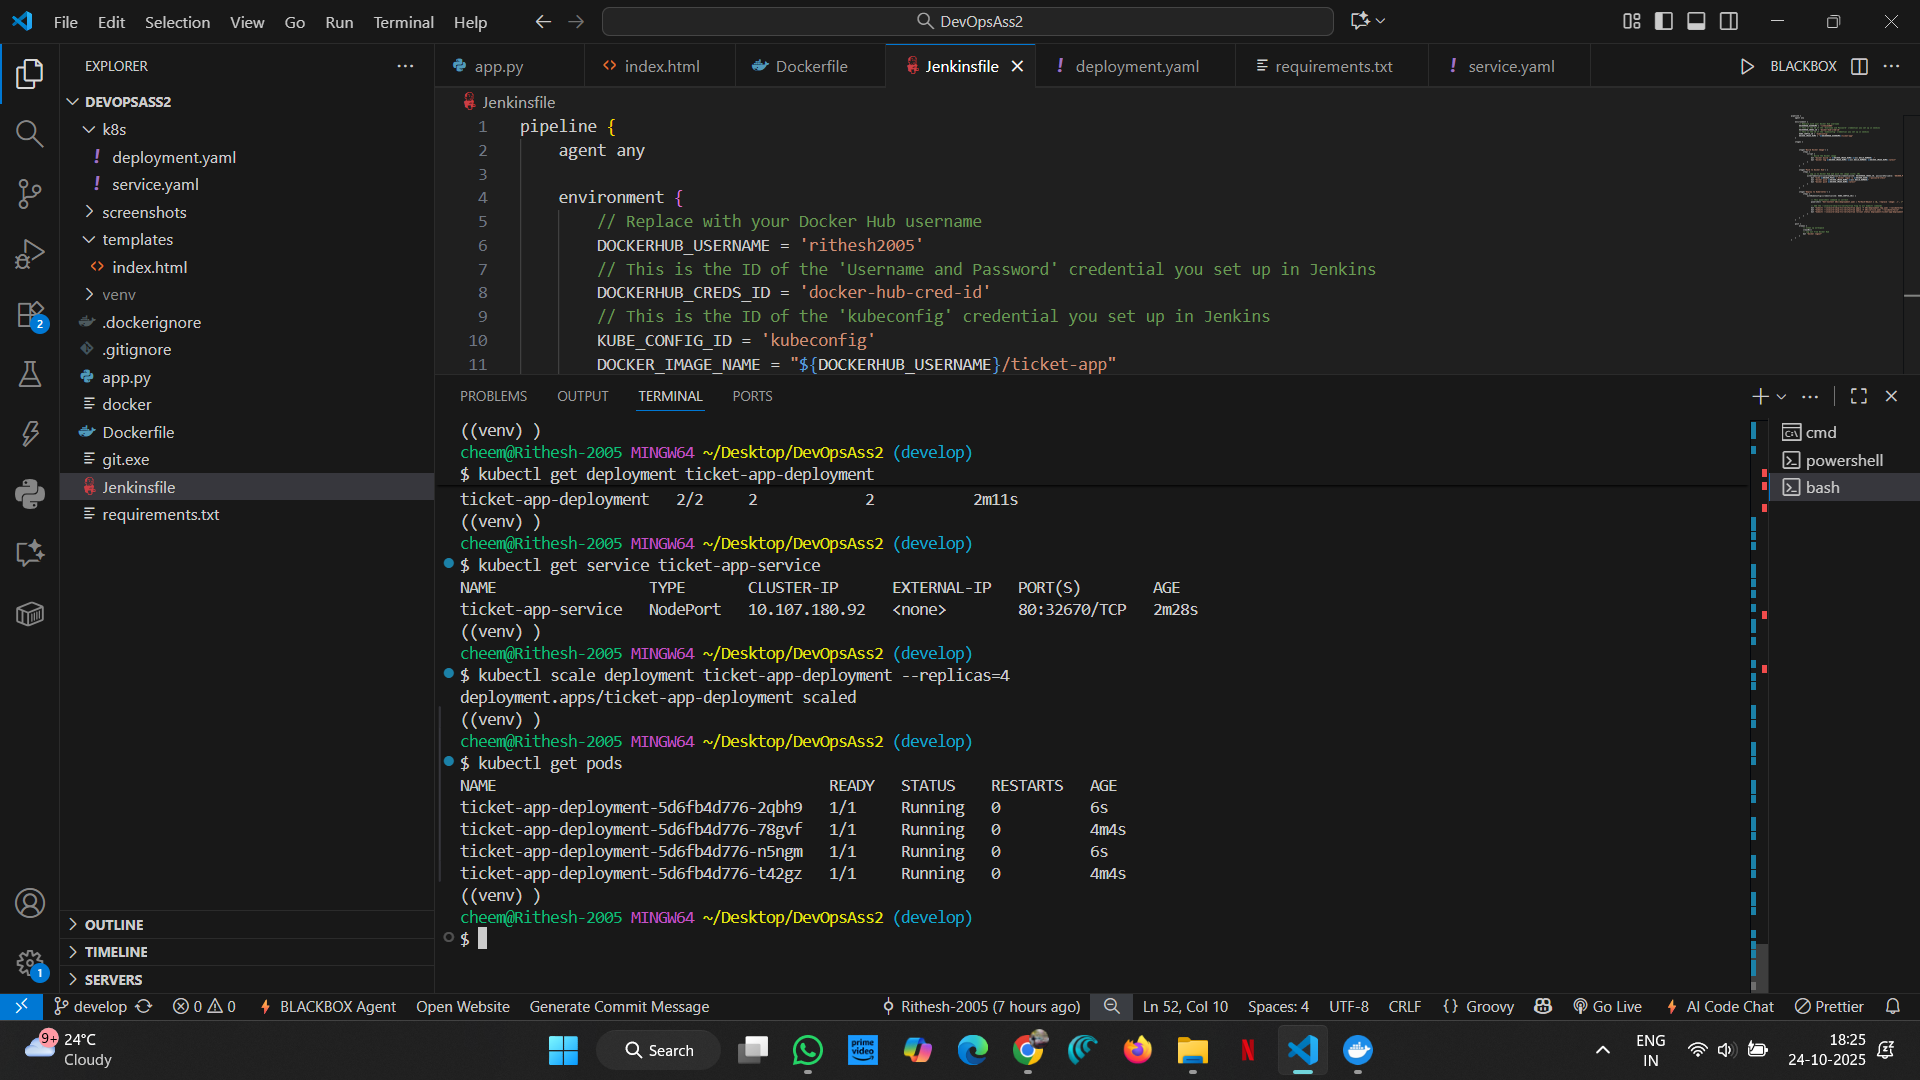 File Edit Selection View Go Run Terminal Help
DevOpsAss2
EXPLORER
DEVOPSASS2
k8s
! deployment.yaml
! service.yaml
screenshots
templates
<> index.html
venv
.dockerignore
.gitignore
app.py
docker
Dockerfile
git.exe
Jenkinsfile
requirements.txt
OUTLINE
TIMELINE
SERVERS
2
1
app.py
<> index.html
Dockerfile
Jenkinsfile
! deployment.yaml
requirements.txt
! service.yaml
BLACKBOX
Jenkinsfile
1 pipeline {
2 agent any
3
4 environment {
5 // Replace with your Docker Hub username
6 DOCKERHUB_USERNAME = 'rithesh2005'
7 // This is the ID of the 'Username and Password' credential you set up in Jenkins
8 DOCKERHUB_CREDS_ID = 'docker-hub-cred-id'
9 // This is the ID of the 'kubeconfig' credential you set up in Jenkins
10 KUBE_CONFIG_ID = 'kubeconfig'
11 DOCKER_IMAGE_NAME = "${DOCKERHUB_USERNAME}/ticket-app"
PROBLEMS OUTPUT TERMINAL PORTS
((venv) )
cheem@Rithesh-2005 MINGW64 ~/Desktop/DevOpsAss2 (develop)
$ kubectl get deployment ticket-app-deployment
ticket-app-deployment 2/2 2 2 2m11s
((venv) )
cheem@Rithesh-2005 MINGW64 ~/Desktop/DevOpsAss2 (develop)
$ kubectl get service ticket-app-service
NAME TYPE CLUSTER-IP EXTERNAL-IP PORT(S) AGE
ticket-app-service NodePort 10.107.180.92 <none> 80:32670/TCP 2m28s
((venv) )
cheem@Rithesh-2005 MINGW64 ~/Desktop/DevOpsAss2 (develop)
$ kubectl scale deployment ticket-app-deployment --replicas=4
deployment.apps/ticket-app-deployment scaled
((venv) )
cheem@Rithesh-2005 MINGW64 ~/Desktop/DevOpsAss2 (develop)
$ kubectl get pods
NAME READY STATUS RESTARTS AGE
ticket-app-deployment-5d6fb4d776-2qbh9 1/1 Running 0 6s
ticket-app-deployment-5d6fb4d776-78gvf 1/1 Running 0 4m4s
ticket-app-deployment-5d6fb4d776-n5ngm 1/1 Running 0 6s
ticket-app-deployment-5d6fb4d776-t42gz 1/1 Running 0 4m4s
((venv) )
cheem@Rithesh-2005 MINGW64 ~/Desktop/DevOpsAss2 (develop)
$
cmd
powershell
bash
develop 0 0 BLACKBOX Agent Open Website Generate Commit Message Rithesh-2005 (7 hours ago) Ln 52, Col 10 Spaces: 4 UTF-8 CRLF {} Groovy Go Live AI Code Chat Prettier
9+ 24°C
Cloudy
Search
prime video
N
ENG
IN
18:25
24-10-2025